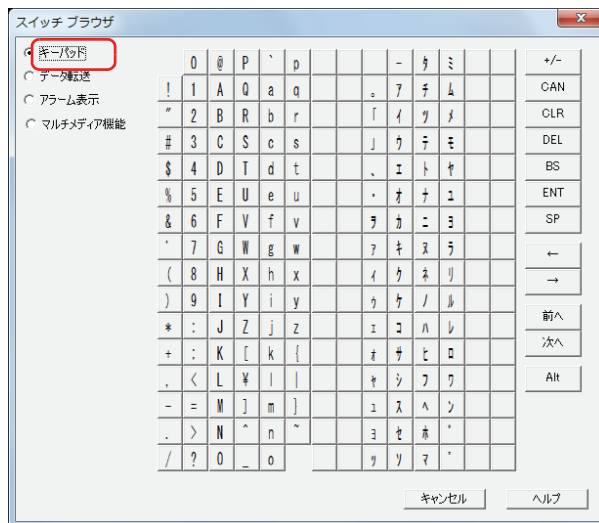 スイッチ ブラウザ
キーパッド
データ転送
アラーム表示
マルチメディア機能
0 @ P ` p ｰ ﾀ ﾐ
! 1 A Q a q ｡ ｱ ﾁ ﾑ
" 2 B R b r ｢ ｲ ﾂ ﾒ
# 3 C S c s ｣ ｳ ﾃ ﾓ
$ 4 D T d t ､ ｴ ﾄ ﾔ
% 5 E U e u ･ ｵ ﾅ ﾕ
& 6 F V f v ｦ ｶ ﾆ ﾖ
' 7 G W g w ｧ ｷ ﾇ ﾗ
( 8 H X h x ｨ ｸ ﾈ ﾘ
) 9 I Y i y ｩ ｹ ﾉ ﾙ
* : J Z j z ｪ ｺ ﾊ ﾚ
+ ; K [ k { ｫ ｻ ﾋ ﾛ
, < L ¥ l | ｬ ｼ ﾌ ﾜ
- = M ] m } ｭ ｽ ﾍ ﾝ
. > N ^ n ~ ｮ ｾ ﾎ ﾞ
/ ? O _ o ｯ ｿ ﾏ ﾟ
+/-
CAN
CLR
DEL
BS
ENT
SP
←
→
前へ
次へ
Alt
キャンセル ヘルプ